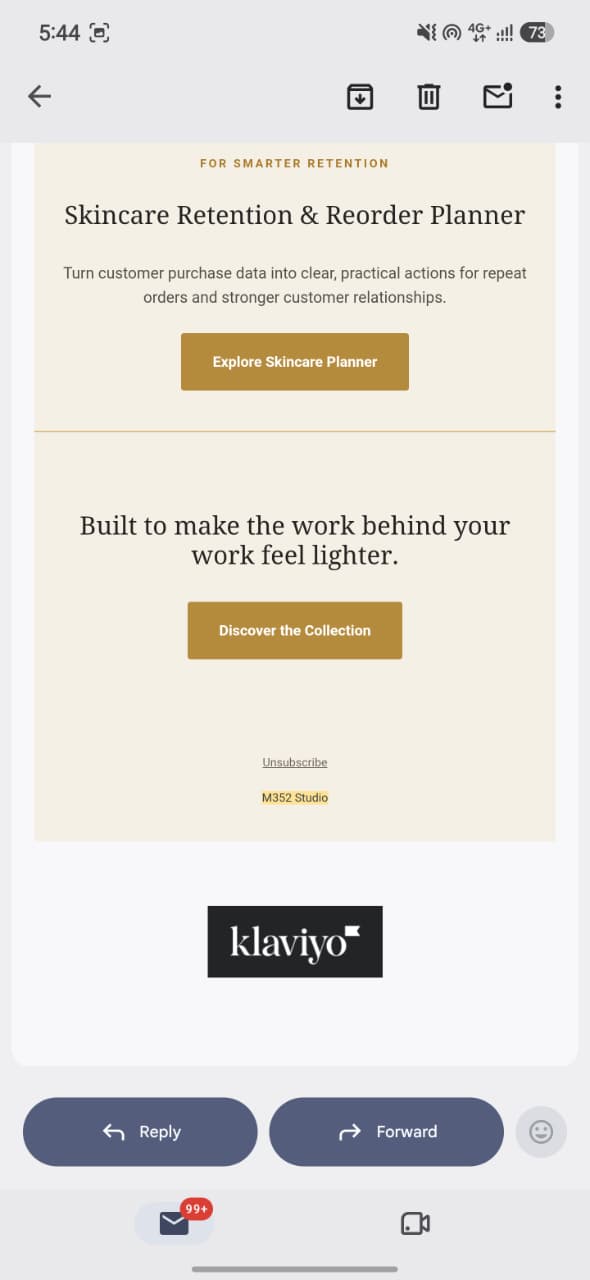 5:44
4G+
73
FOR SMARTER RETENTION
Skincare Retention & Reorder Planner
Turn customer purchase data into clear, practical actions for repeat
orders and stronger customer relationships.
Explore Skincare Planner
Built to make the work behind your
work feel lighter.
Discover the Collection
Unsubscribe
M352 Studio
klaviyo
Reply
Forward
99+